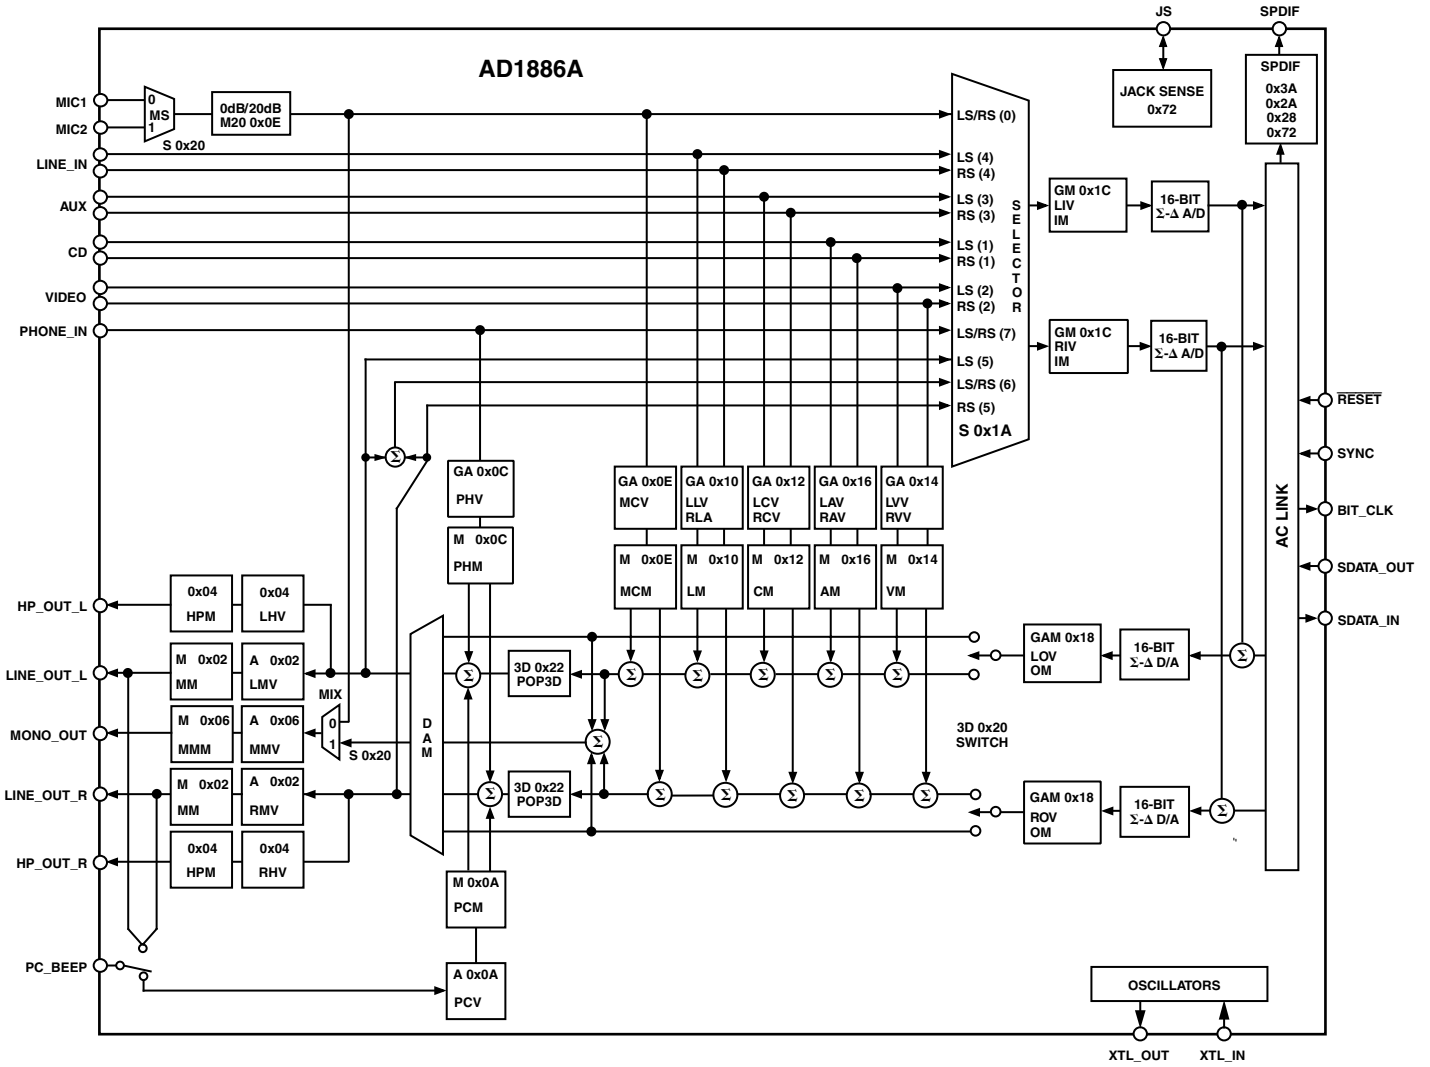 JS
SPDIF
AD1886A
MIC1
MIC2
0
MS
1
S 0x20
0dB/20dB
M20 0x0E
LINE_IN
AUX
CD
VIDEO
PHONE_IN
LS/RS (0)
LS (4)
RS (4)
LS (3)
RS (3)
LS (1)
RS (1)
LS (2)
RS (2)
LS/RS (7)
LS (5)
LS/RS (6)
RS (5)
SELECTOR
S 0x1A
JACK SENSE
0x72
SPDIF
0x3A
0x2A
0x28
0x72
GM 0x1C
LIV
IM
16-BIT
Σ-Δ A/D
GM 0x1C
RIV
IM
16-BIT
Σ-Δ A/D
AC LINK
RESET
SYNC
BIT_CLK
SDATA_OUT
SDATA_IN
Σ
GA 0x0C
PHV
M 0x0C
PHM
GA 0x0E
MCV
GA 0x10
LLV
RLA
GA 0x12
LCV
RCV
GA 0x16
LAV
RAV
GA 0x14
LVV
RVV
M 0x0E
MCM
M 0x10
LM
M 0x12
CM
M 0x16
AM
M 0x14
VM
HP_OUT_L
0x04
HPM
0x04
LHV
LINE_OUT_L
M 0x02
MM
A 0x02
LMV
MIX
0
1
S 0x20
MONO_OUT
M 0x06
MMM
A 0x06
MMV
LINE_OUT_R
M 0x02
MM
A 0x02
RMV
HP_OUT_R
0x04
HPM
0x04
RHV
DAM
Σ
3D 0x22
POP3D
Σ
Σ
Σ
Σ
Σ
Σ
3D 0x20
SWITCH
Σ
3D 0x22
POP3D
Σ
Σ
Σ
Σ
Σ
GAM 0x18
LOV
OM
16-BIT
Σ-Δ D/A
Σ
GAM 0x18
ROV
OM
16-BIT
Σ-Δ D/A
Σ
M 0x0A
PCM
A 0x0A
PCV
PC_BEEP
OSCILLATORS
XTL_OUT
XTL_IN